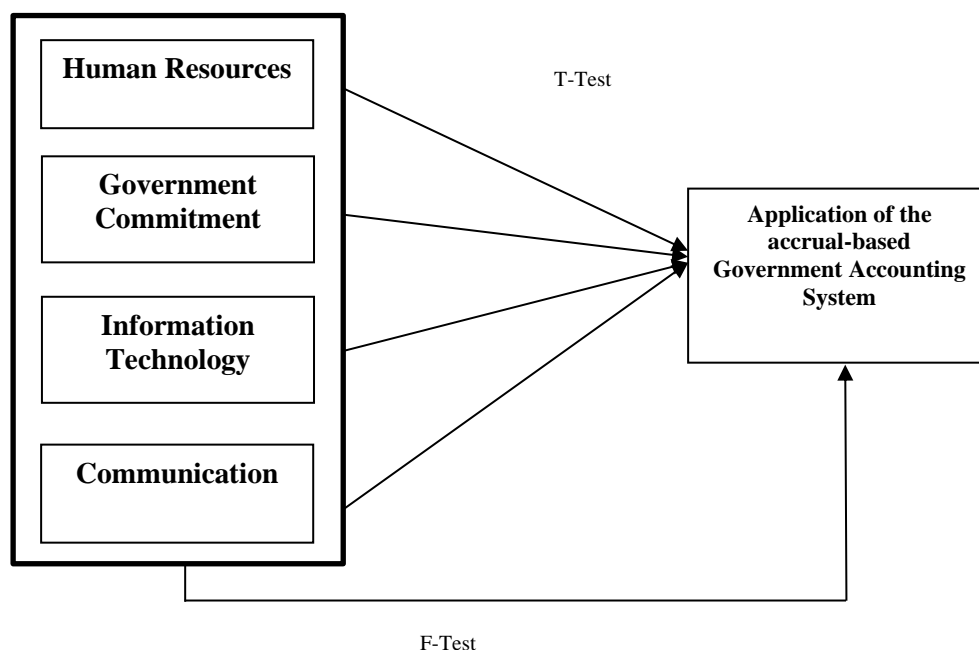 Human Resources
T-Test
Government
Commitment
Application of the
accrual-based
Government Accounting
System
Information
Technology
Communication
F-Test